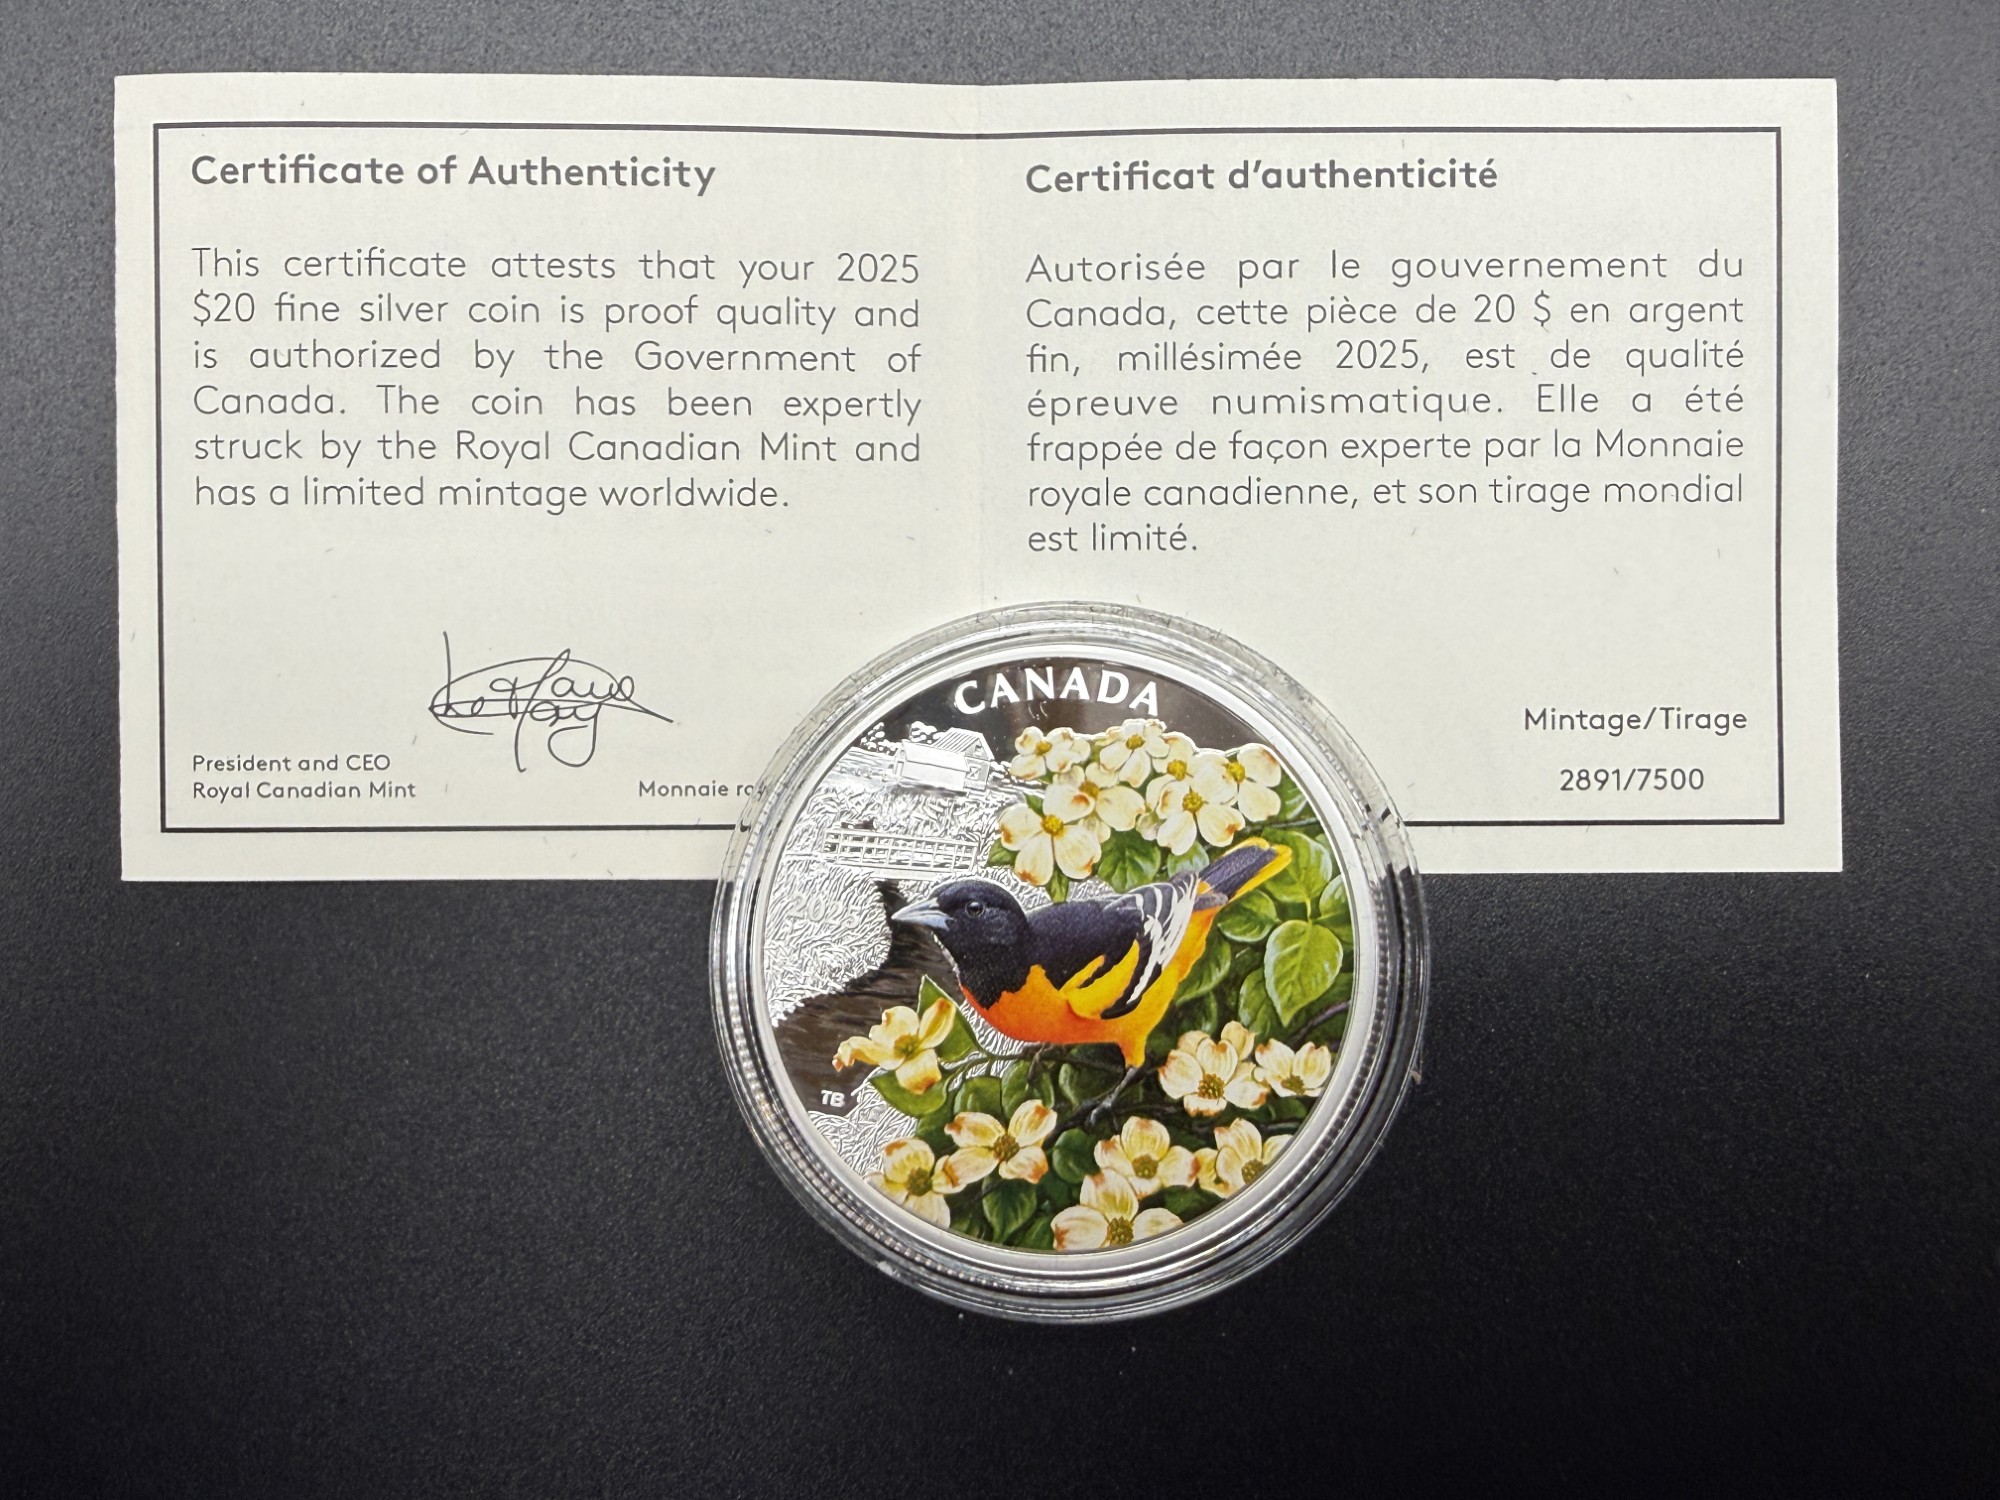 Certificate of Authenticity
This certificate attests that your 2025
$20 fine silver coin is proof quality and
is authorized by the Government of
Canada. The coin has been expertly
struck by the Royal Canadian Mint and
has a limited mintage worldwide.
President and CEO
Royal Canadian Mint
Monnaie
Certificat d'authenticité
Autorisée par le gouvernement du
Canada, cette pièce de 20 $ en argent
fin, millésimée 2025, est de qualité
épreuve numismatique. Elle a été
frappée de façon experte par la Monnaie
royale canadienne, et son tirage mondial
est limité.
Mintage/Tirage
2891/7500
CANADA
TB